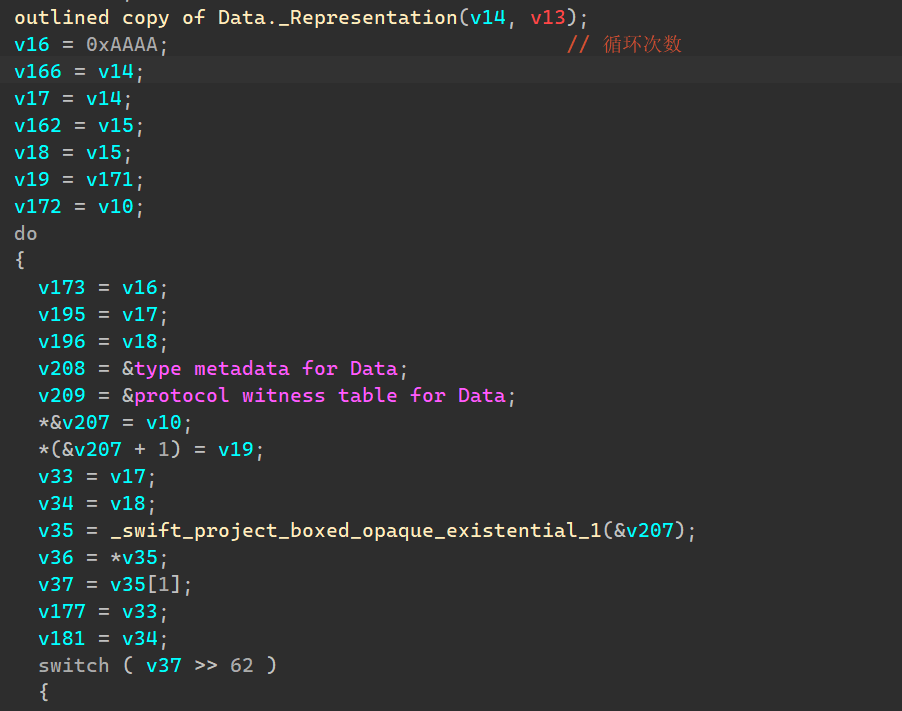 outlined copy of Data._Representation(v14, v13);
v16 = 0xAAAA; // 循环次数
v166 = v14;
v17 = v14;
v162 = v15;
v18 = v15;
v19 = v171;
v172 = v10;
do
{
v173 = v16;
v195 = v17;
v196 = v18;
v208 = &type metadata for Data;
v209 = &protocol witness table for Data;
*&v207 = v10;
*(&v207 + 1) = v19;
v33 = v17;
v34 = v18;
v35 = _swift_project_boxed_opaque_existential_1(&v207);
v36 = *v35;
v37 = v35[1];
v177 = v33;
v181 = v34;
switch ( v37 >> 62 )
{